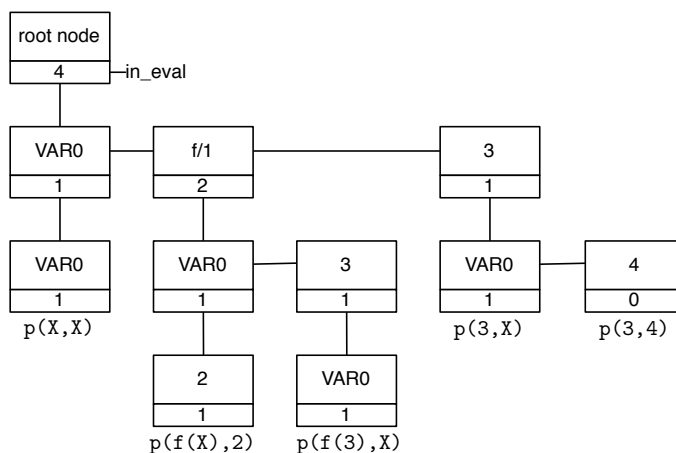 root node
4 in_eval
VAR0 f/1 3
1 2 1
VAR0 VAR0 3 VAR0 4
1 1 1 1 0
p(X,X) p(3,X) p(3,4)
2 VAR0
1 1
p(f(X),2) p(f(3),X)